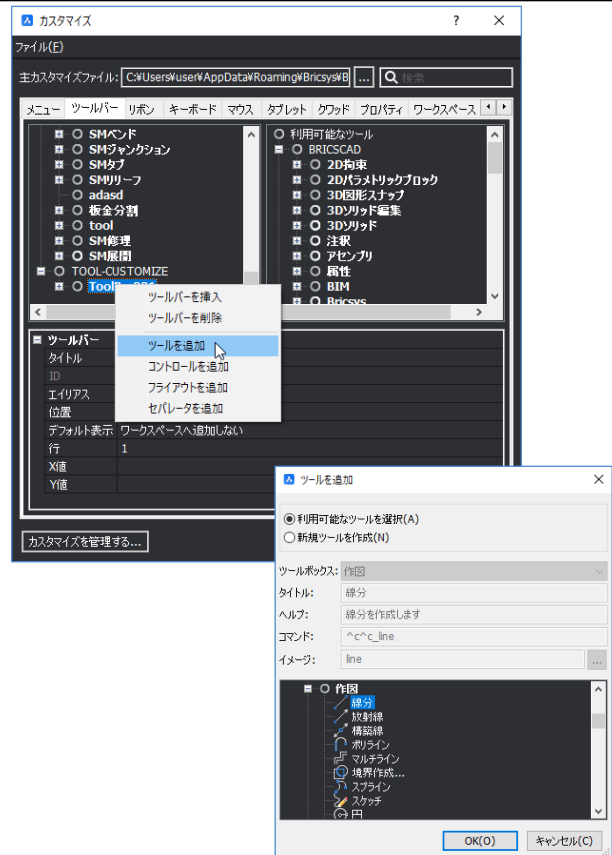 カスタマイズ ? ×
ファイル(F)
主カスタマイズファイル: C:¥Users¥user¥AppData¥Roaming¥Bricsys¥B ... 検索
メニュー ツールバー リボン キーボード マウス タブレット クワッド プロパティ ワークスペース
SMベンド
SMジャンクション
SMタブ
SMリリーフ
adasd
板金分割
tool
SM修理
SM展開
TOOL-CUSTOMIZE
利用可能なツール
BRICSCAD
2D拘束
2Dパラメトリックブロック
3D図形スナップ
3Dソリッド編集
3Dソリッド
注釈
アセンブリ
属性
BIM
Bricsys
ツールバーを挿入
ツールバーを削除
ツールを追加
コントロールを追加
フライアウトを追加
セパレータを追加
ツールバー
タイトル
ID
エイリアス
位置
デフォルト表示 ワークスペースへ追加しない
行 1
X値
Y値
カスタマイズを管理する...
ツールを追加 ×
利用可能なツールを選択(A)
新規ツールを作成(N)
ツールボックス: 作図
タイトル: 線分
ヘルプ: 線分を作成します
コマンド: ^c^c_line
イメージ: line ...
作図
線分
放射線
構築線
ポリライン
マルチライン
境界作成...
スプライン
スケッチ
円
OK(O) キャンセル(C)